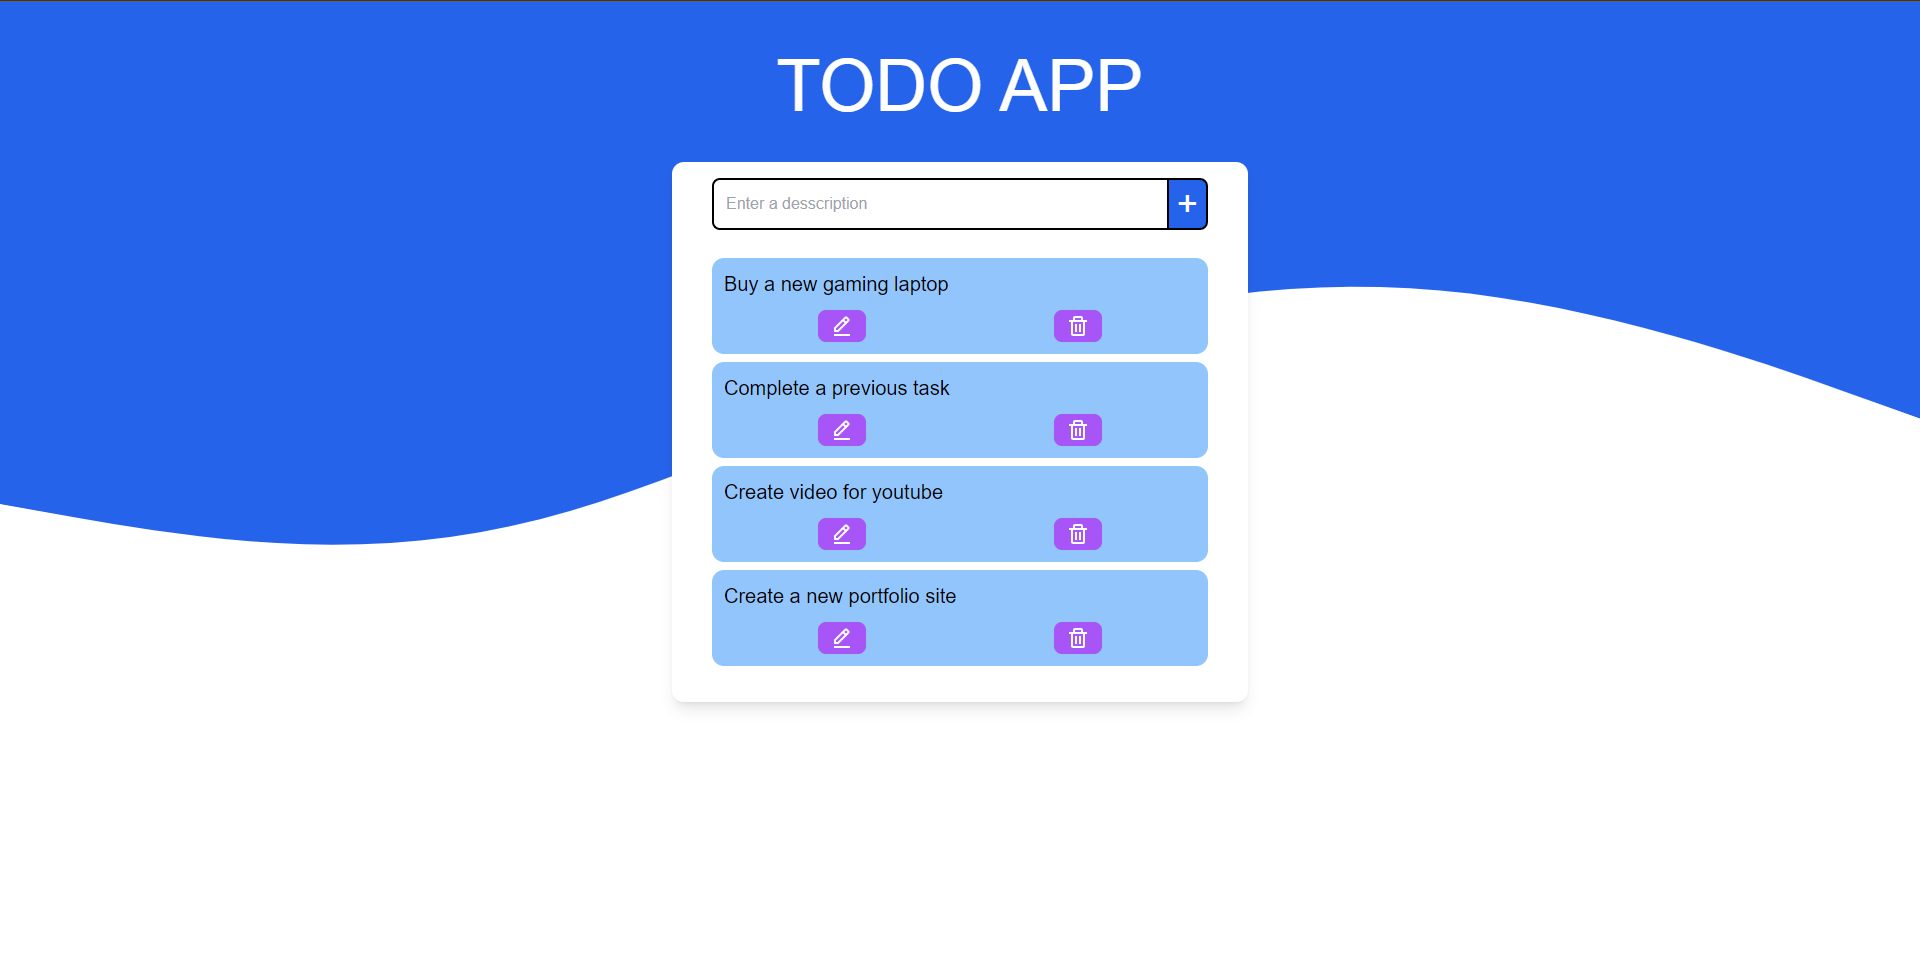 TODO APP
Enter a desscription
Buy a new gaming laptop
Complete a previous task
Create video for youtube
Create a new portfolio site